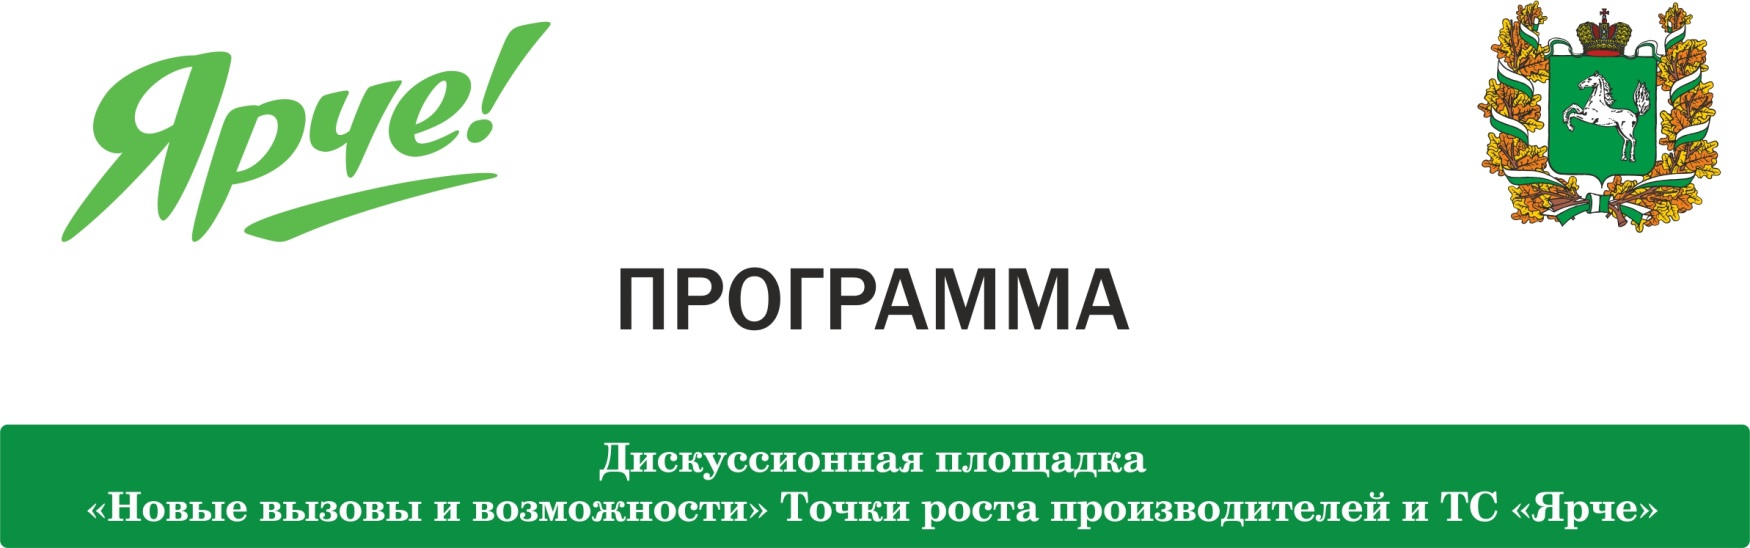 Ярче!
ПРОГРАММА
Дискуссионная площадка
«Новые вызовы и возможности» Точки роста производителей и ТС «Ярче»